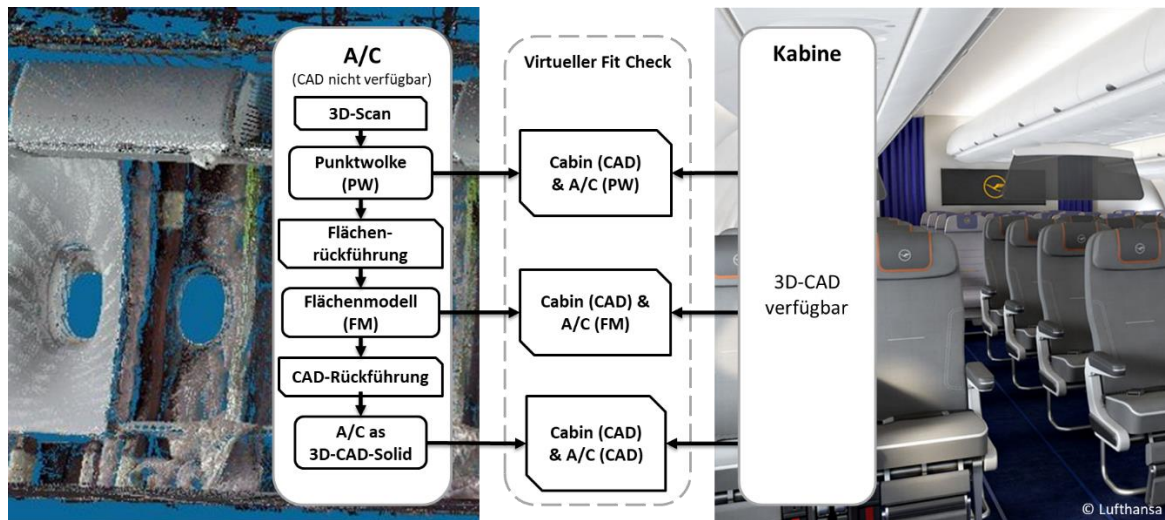 A/C
(CAD nicht verfügbar)
3D-Scan
Punktwolke
(PW)
Flächen-
rückführung
Flächenmodell
(FM)
CAD-Rückführung
A/C as
3D-CAD-Solid
Virtueller Fit Check
Cabin (CAD)
& A/C (PW)
Cabin (CAD) &
A/C (FM)
Cabin (CAD)
& A/C (CAD)
Kabine
3D-CAD
verfügbar
© Lufthansa